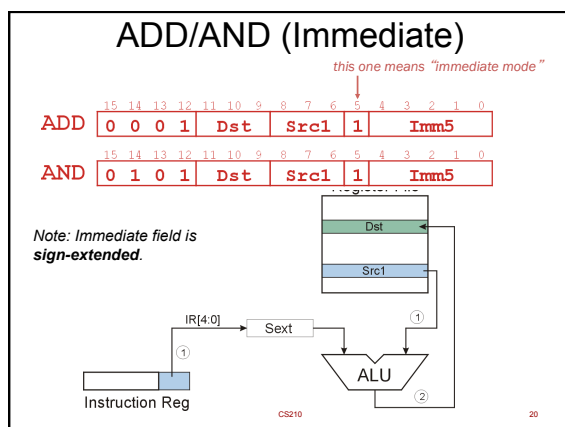 ADD/AND (Immediate)
this one means “immediate mode”
15 14 13 12 11 10 9 8 7 6 5 4 3 2 1 0
ADD 0 0 0 1 Dst Src1 1 Imm5
15 14 13 12 11 10 9 8 7 6 5 4 3 2 1 0
AND 0 1 0 1 Dst Src1 1 Imm5
Register File
Note: Immediate field is
sign-extended.
Dst
Src1
IR[4:0]
Sext
1
1
ALU
2
Instruction Reg
CS210
20